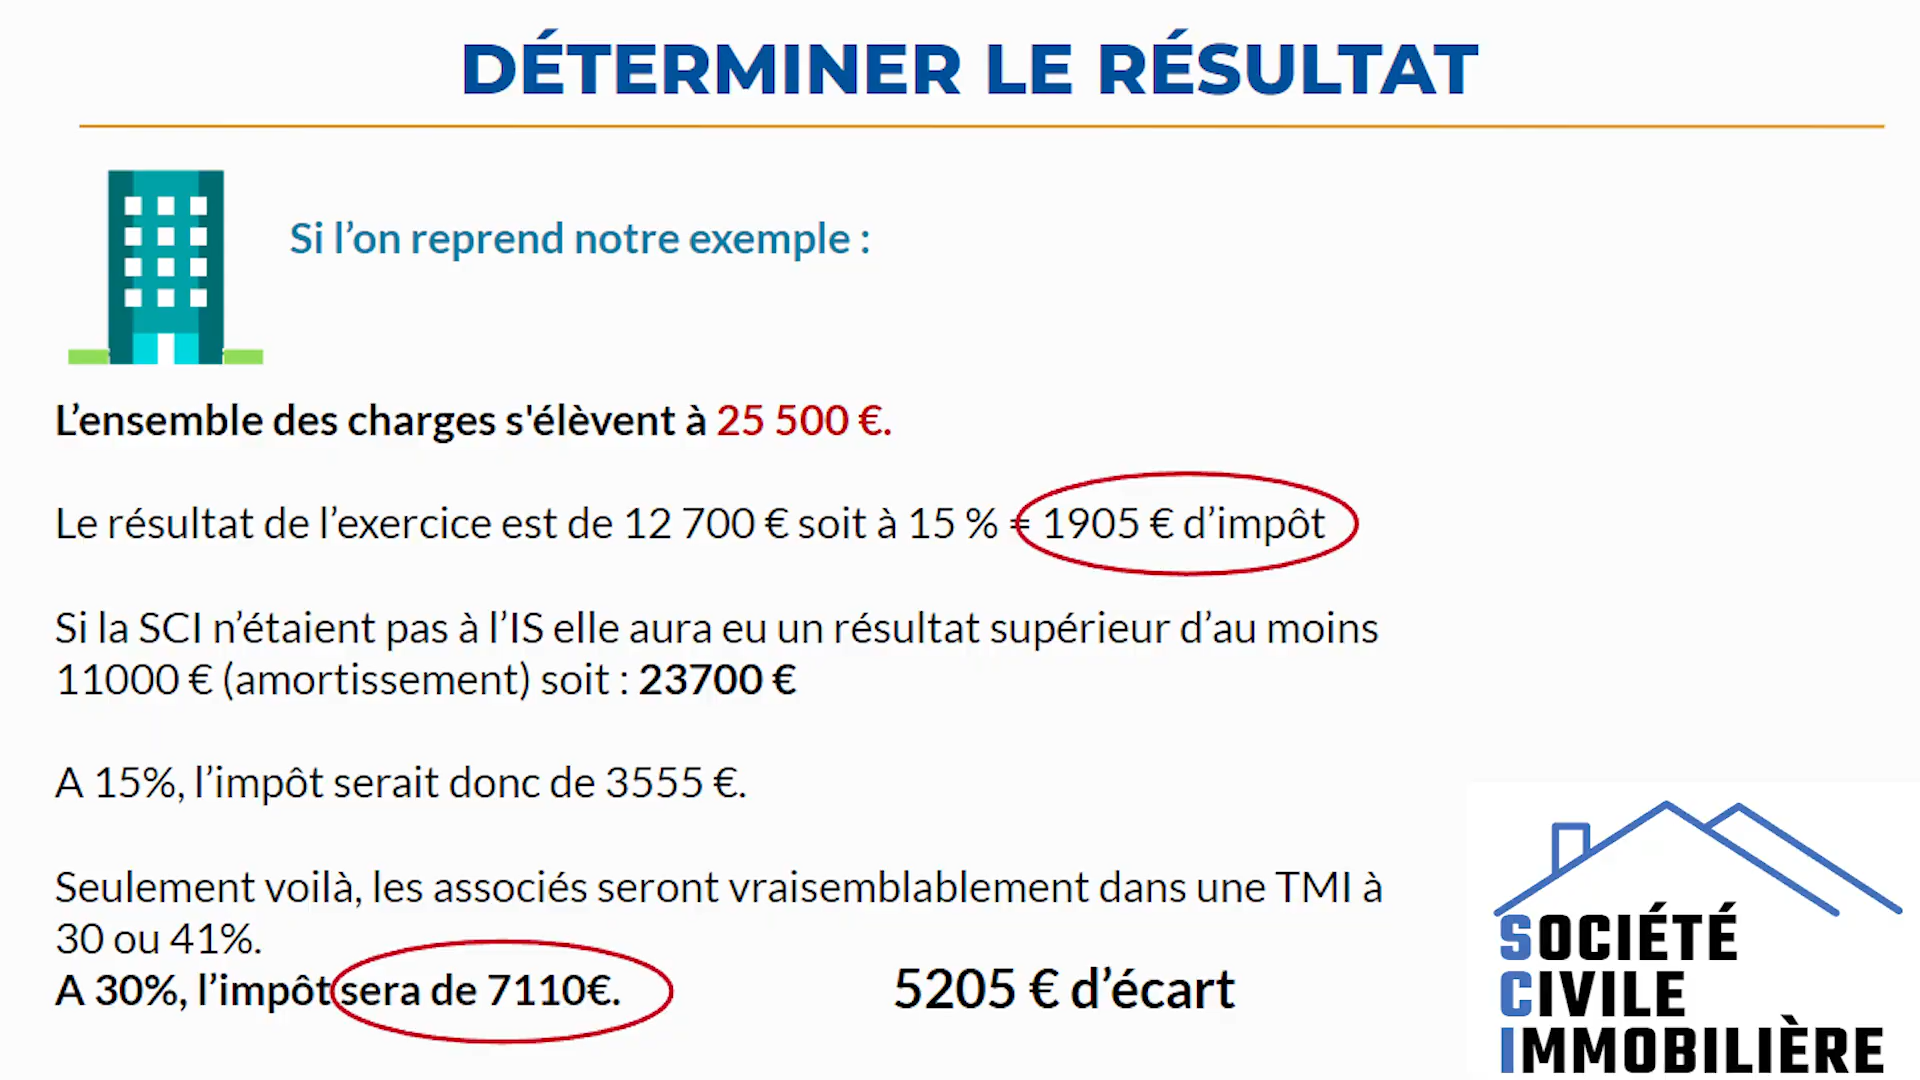 DÉTERMINER LE RÉSULTAT
Si l’on reprend notre exemple :
L’ensemble des charges s'élèvent à 25 500 €.
Le résultat de l’exercice est de 12 700 € soit à 15 % = 1905 € d’impôt
Si la SCI n’étaient pas à l’IS elle aura eu un résultat supérieur d’au moins
11000 € (amortissement) soit : 23700 €
A 15%, l’impôt serait donc de 3555 €.
Seulement voilà, les associés seront vraisemblablement dans une TMI à
30 ou 41%.
A 30%, l’impôt sera de 7110€.
5205 € d’écart
SOCIÉTÉ
CIVILE
IMMOBILIÈRE